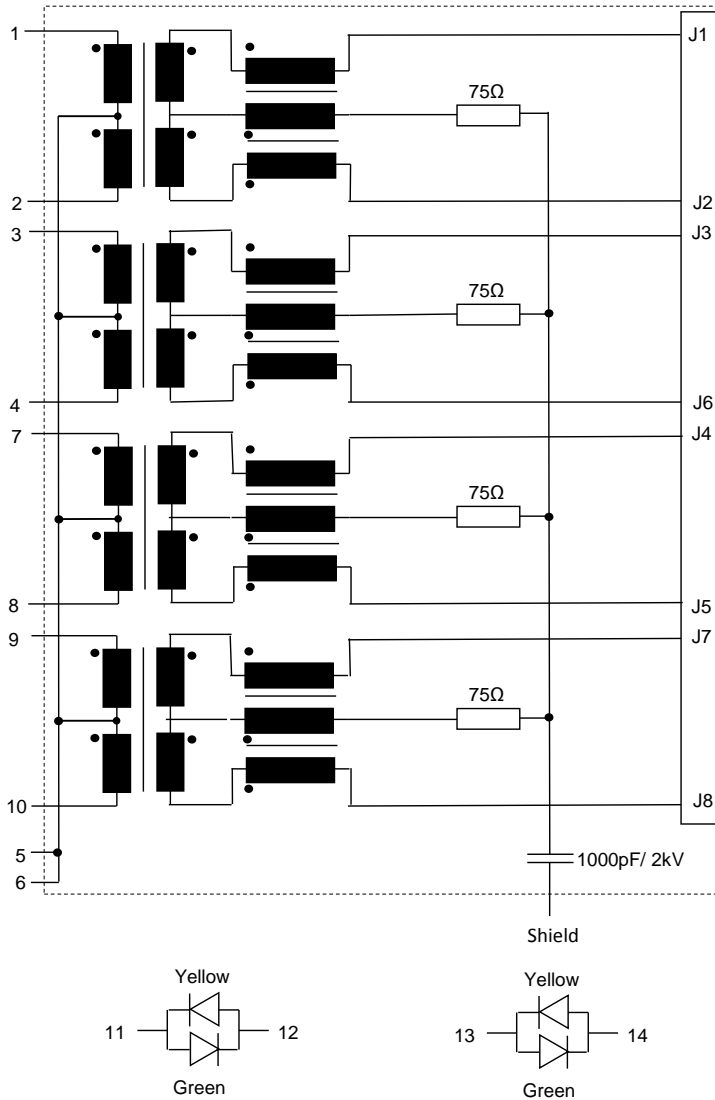 1
J1
75Ω
2
J2
3
J3
75Ω
4
J6
7
J4
75Ω
8
J5
9
J7
75Ω
10
J8
5
1000pF/ 2kV
6
Shield
Yellow
11
12
Green
Yellow
13
14
Green